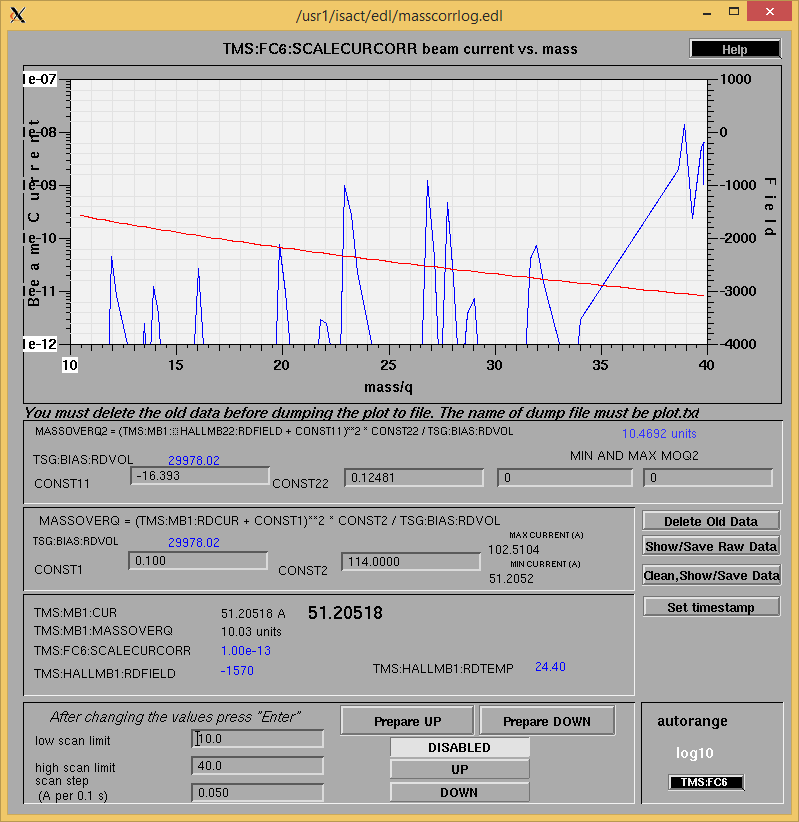 /usr1/isact/edl/masscorrlog.edl
TMS:FC6:SCALECURCORR beam current vs. mass
Help
1e-07
1e-08
1e-09
1e-10
1e-11
1e-12
Beam Current
1000
0
-1000
-2000
-3000
-4000
Field
10 15 20 25 30 35 40
mass/q
You must delete the old data before dumping the plot to file. The name of dump file must be plot.txt
MASSOVERQ2 = (TMS:MB1:HALLMB22:RDFIELD + CONST11)**2 * CONST22 / TSG:BIAS:RDVOL
10.4692 units
TSG:BIAS:RDVOL 29978.02
MIN AND MAX MOQ2
CONST11 -16.393 CONST22 0.12481 0 0
MASSOVERQ = (TMS:MB1:RDCUR + CONST1)**2 * CONST2 / TSG:BIAS:RDVOL
TSG:BIAS:RDVOL 29978.02
MAX CURRENT (A)
102.5104
CONST1 0.100 CONST2 114.0000
MIN CURRENT (A)
51.2052
Delete Old Data
Show/Save Raw Data
Clean,Show/Save Data
Set timestamp
TMS:MB1:CUR 51.20518 A 51.20518
TMS:MB1:MASSOVERQ 10.03 units
TMS:FC6:SCALECURCORR 1.00e-13
TMS:HALLMB1:RDFIELD -1570
TMS:HALLMB1:RDTEMP 24.40
After changing the values press "Enter"
low scan limit 10.0
high scan limit 40.0
scan step
(A per 0.1 s) 0.050
Prepare UP
Prepare DOWN
DISABLED
UP
DOWN
autorange
log10
TMS:FC6